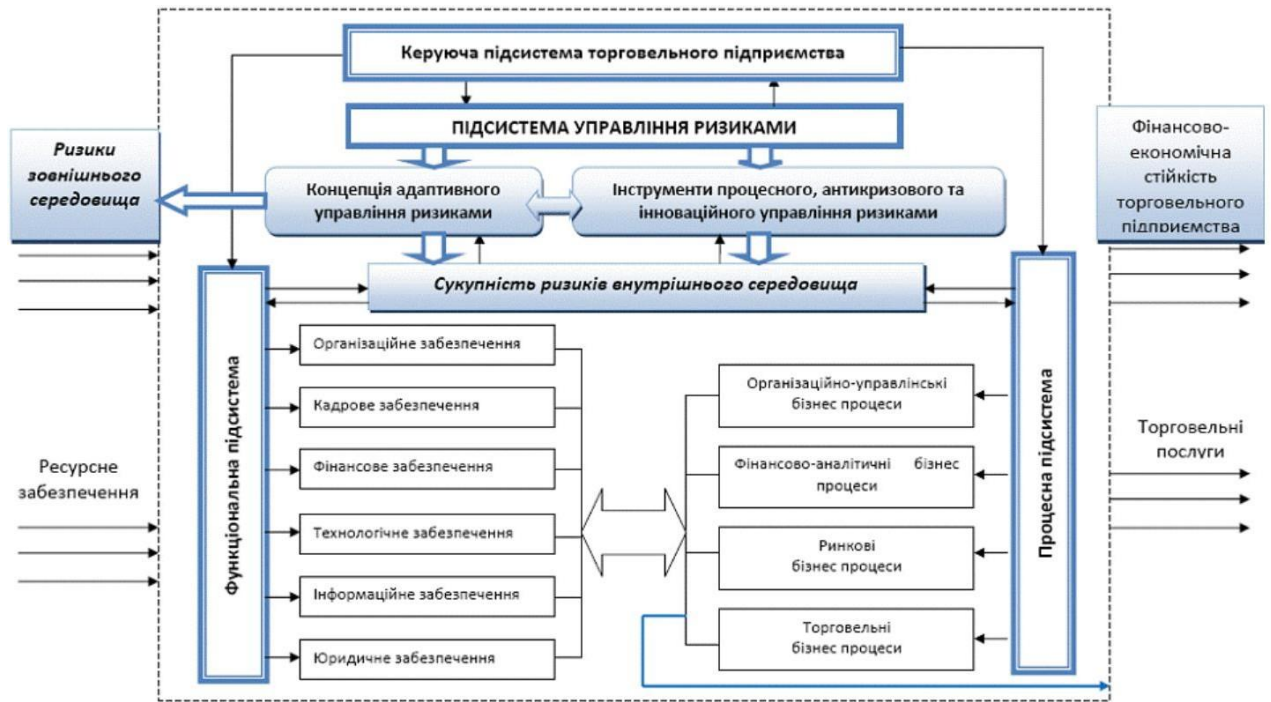 Керуюча підсистема торговельного підприємства
ПІДСИСТЕМА УПРАВЛІННЯ РИЗИКАМИ
Ризики
зовнішнього
середовища
Концепція адаптивного
управління ризиками
Інструменти процесного, антикризового та
інноваційного управління ризиками
Фінансово-
економічна
стійкість
торговельного
підприємства
Сукупність ризиків внутрішнього середовища
Функціональна підсистема
Організаційне забезпечення
Кадрове забезпечення
Фінансове забезпечення
Технологічне забезпечення
Інформаційне забезпечення
Юридичне забезпечення
Організаційно-управлінські
бізнес процеси
Фінансово-аналітичні бізнес
процеси
Ринкові
бізнес процеси
Торговельні
бізнес процеси
Процесна підсистема
Ресурсне
забезпечення
Торговельні
послуги